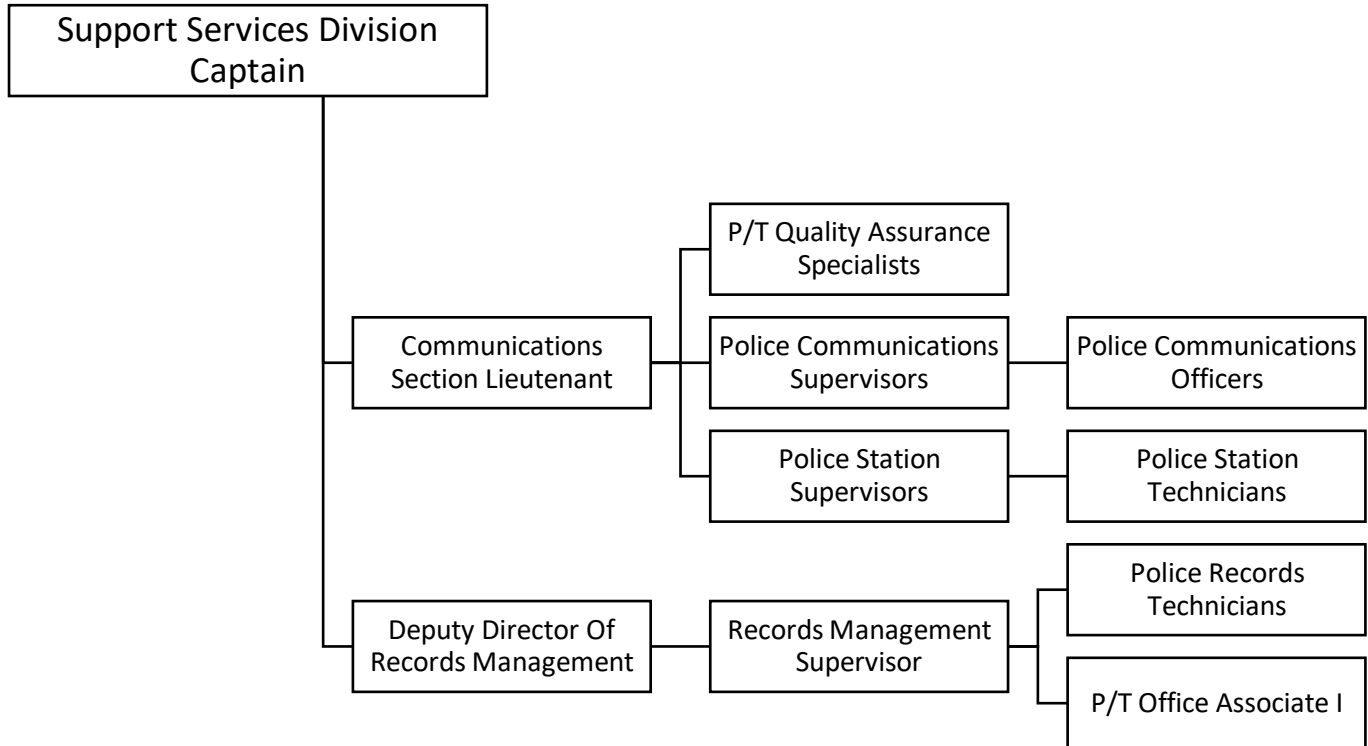 Support Services Division
Captain
P/T Quality Assurance
Specialists
Communications
Section Lieutenant
Police Communications
Supervisors
Police Communications
Officers
Police Station
Supervisors
Police Station
Technicians
Deputy Director Of
Records Management
Records Management
Supervisor
Police Records
Technicians
P/T Office Associate I